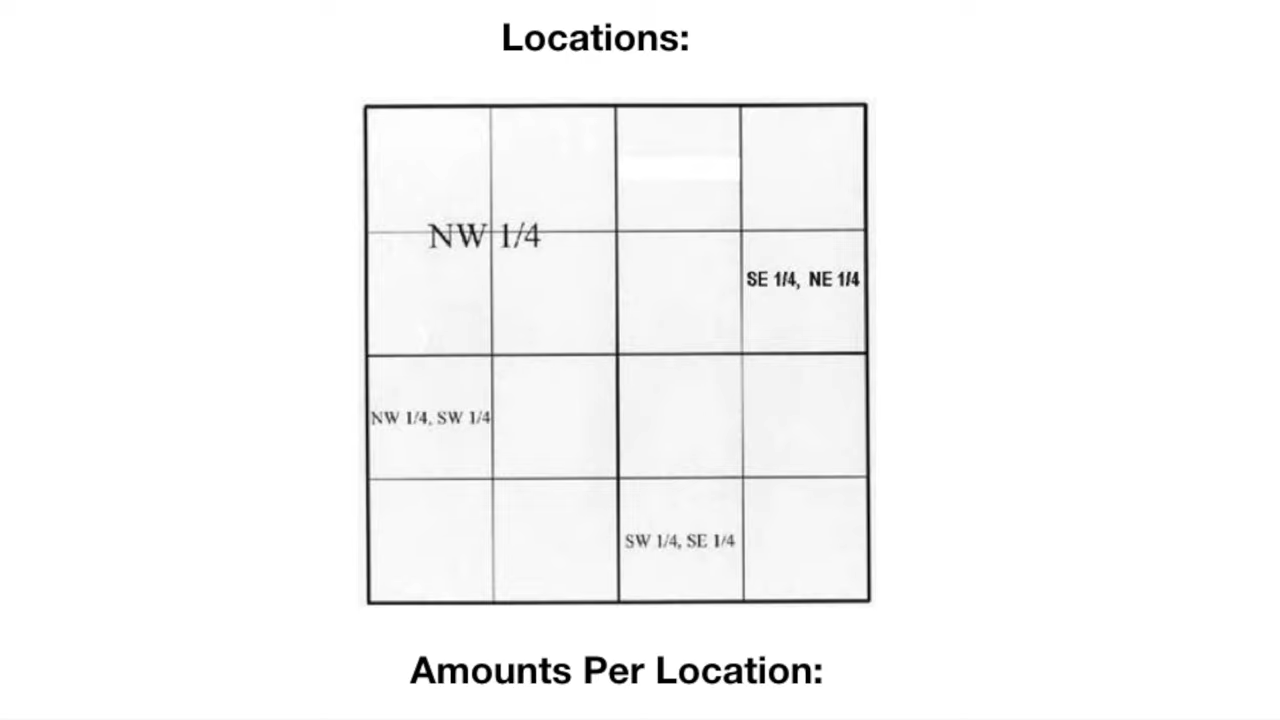 Locations:
NW 1/4
SE 1/4, NE 1/4
NW 1/4, SW 1/4
SW 1/4, SE 1/4
Amounts Per Location: